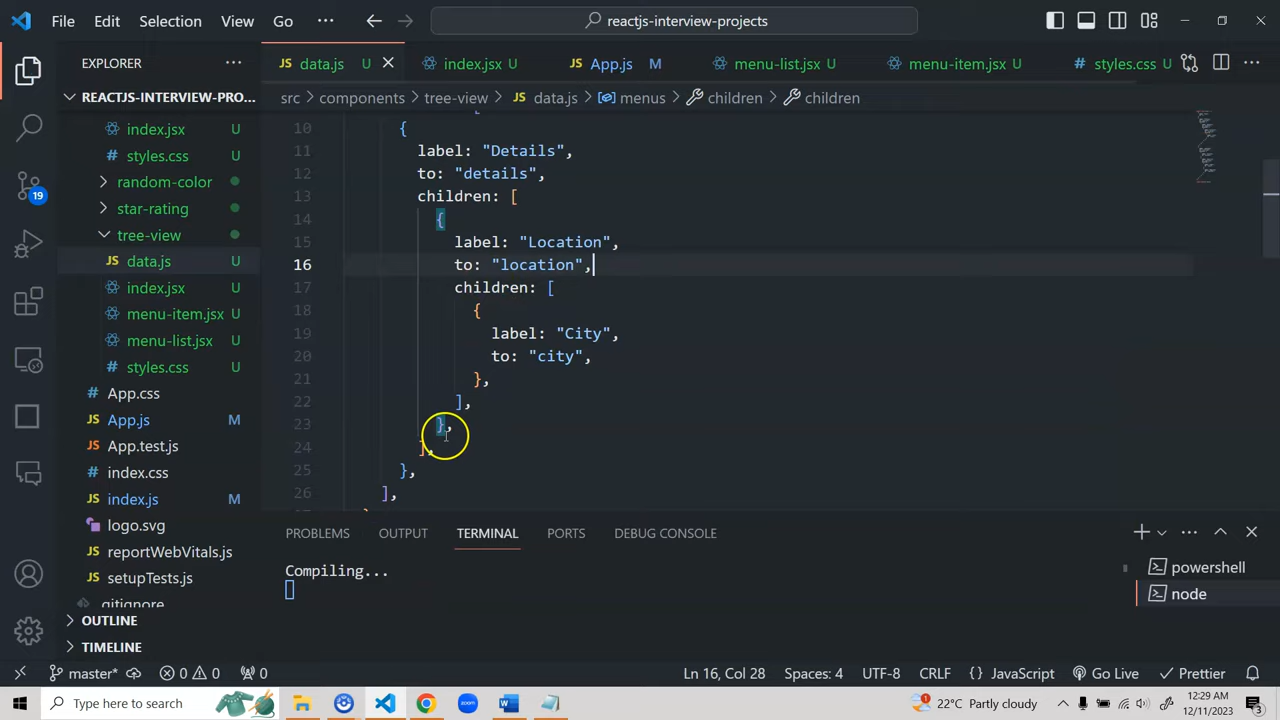 File Edit Selection View Go ··· reactjs-interview-projects
EXPLORER ···
REACTJS-INTERVIEW-PRO...
index.jsx U
styles.css U
random-color
star-rating
tree-view
data.js U
index.jsx U
menu-item.jsx U
menu-list.jsx U
styles.css U
App.css
App.js M
App.test.js
index.css
index.js M
logo.svg
reportWebVitals.js
setupTests.js
.gitignore
OUTLINE
TIMELINE
19
data.js U index.jsx U App.js M menu-list.jsx U menu-item.jsx U styles.css U ···
src > components > tree-view > data.js > menus > children > children
10 {
11 label: "Details",
12 to: "details",
13 children: [
14 {
15 label: "Location",
16 to: "location",
17 children: [
18 {
19 label: "City",
20 to: "city",
21 },
22 ],
23 },
24 ],
25 },
26 ],
PROBLEMS OUTPUT TERMINAL PORTS DEBUG CONSOLE
Compiling...
powershell
node
master* 0 0 0 Ln 16, Col 28 Spaces: 4 UTF-8 CRLF { } JavaScript Go Live Prettier
Type here to search 22°C Partly cloudy 12:29 AM
12/11/2023